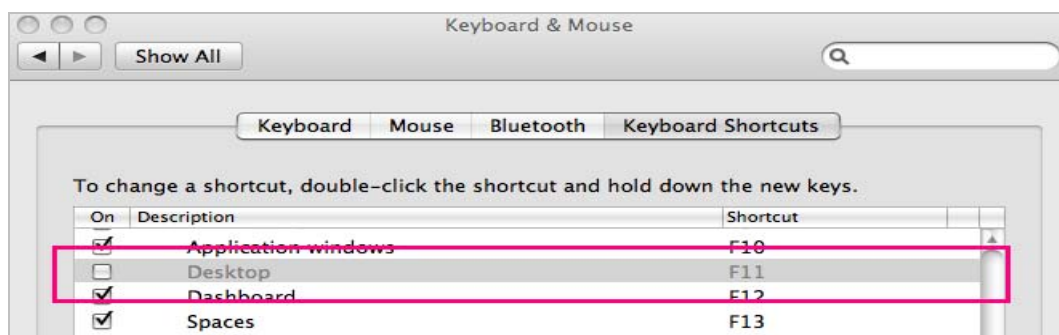 Keyboard & Mouse
Show All
Keyboard Mouse Bluetooth Keyboard Shortcuts
To change a shortcut, double-click the shortcut and hold down the new keys.
On Description Shortcut
Application windows F10
Desktop F11
Dashboard F12
Spaces F13